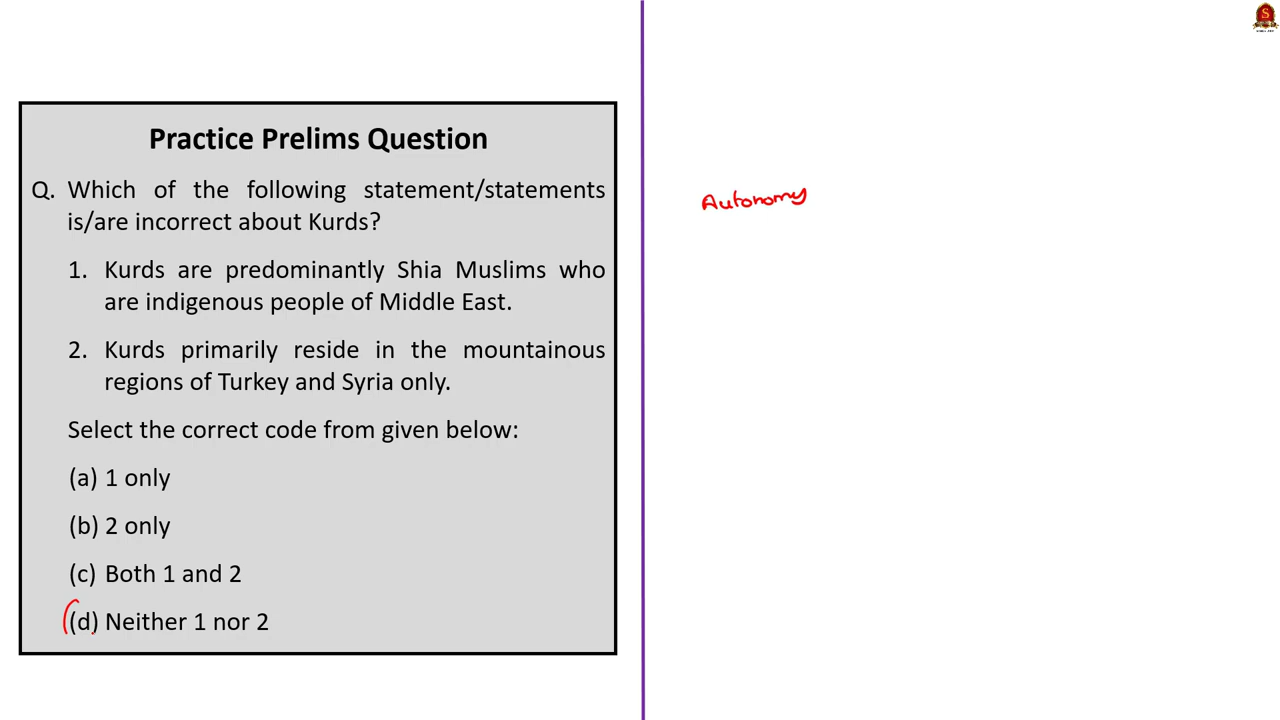 Practice Prelims Question
Q. Which of the following statement/statements
is/are incorrect about Kurds?
1. Kurds are predominantly Shia Muslims who
are indigenous people of Middle East.
2. Kurds primarily reside in the mountainous
regions of Turkey and Syria only.
Select the correct code from given below:
(a) 1 only
(b) 2 only
(c) Both 1 and 2
(d) Neither 1 nor 2
Autonomy
S